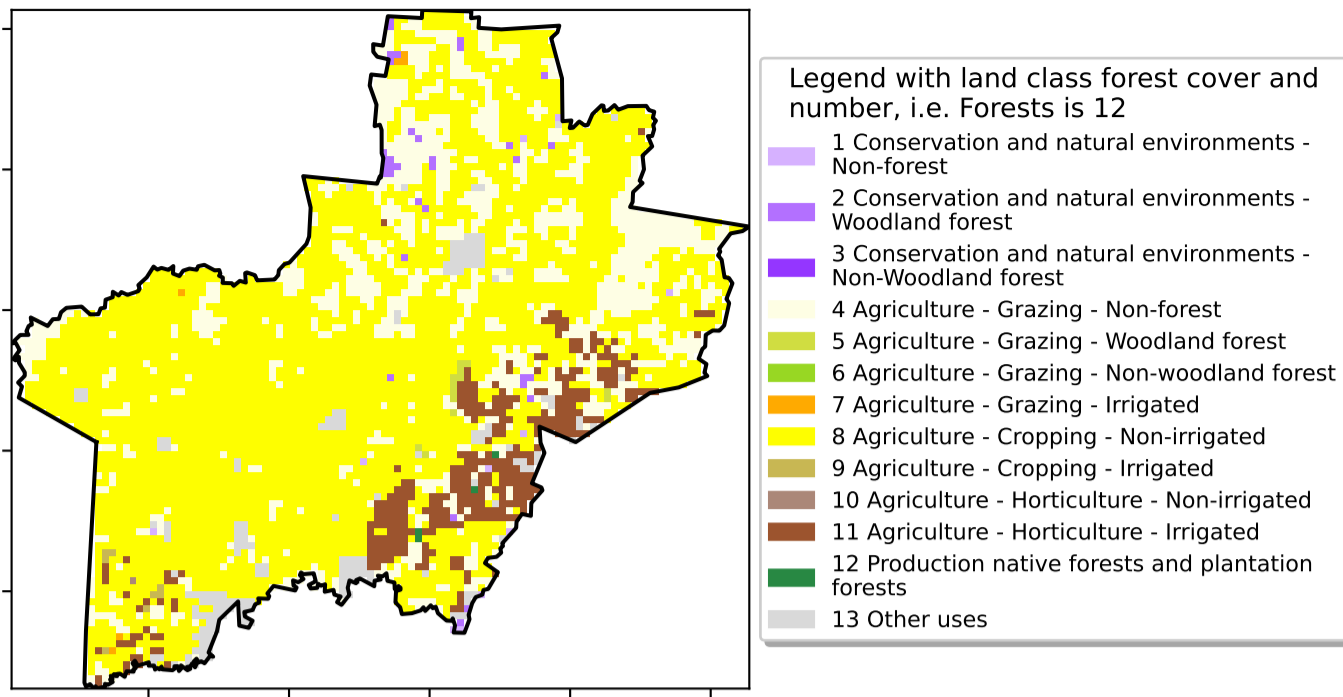 Legend with land class forest cover and
number, i.e. Forests is 12
1 Conservation and natural environments -
Non-forest
2 Conservation and natural environments -
Woodland forest
3 Conservation and natural environments -
Non-Woodland forest
4 Agriculture - Grazing - Non-forest
5 Agriculture - Grazing - Woodland forest
6 Agriculture - Grazing - Non-woodland forest
7 Agriculture - Grazing - Irrigated
8 Agriculture - Cropping - Non-irrigated
9 Agriculture - Cropping - Irrigated
10 Agriculture - Horticulture - Non-irrigated
11 Agriculture - Horticulture - Irrigated
12 Production native forests and plantation
forests
13 Other uses